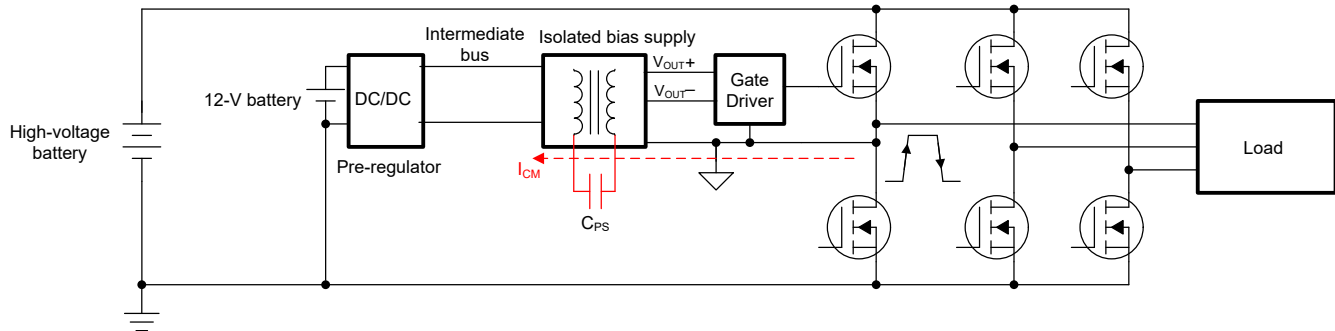 Intermediate
bus
Isolated bias supply
VOUT+
VOUT–
Gate
Driver
12-V battery
DC/DC
High-voltage
battery
Pre-regulator
ICM
CPS
Load